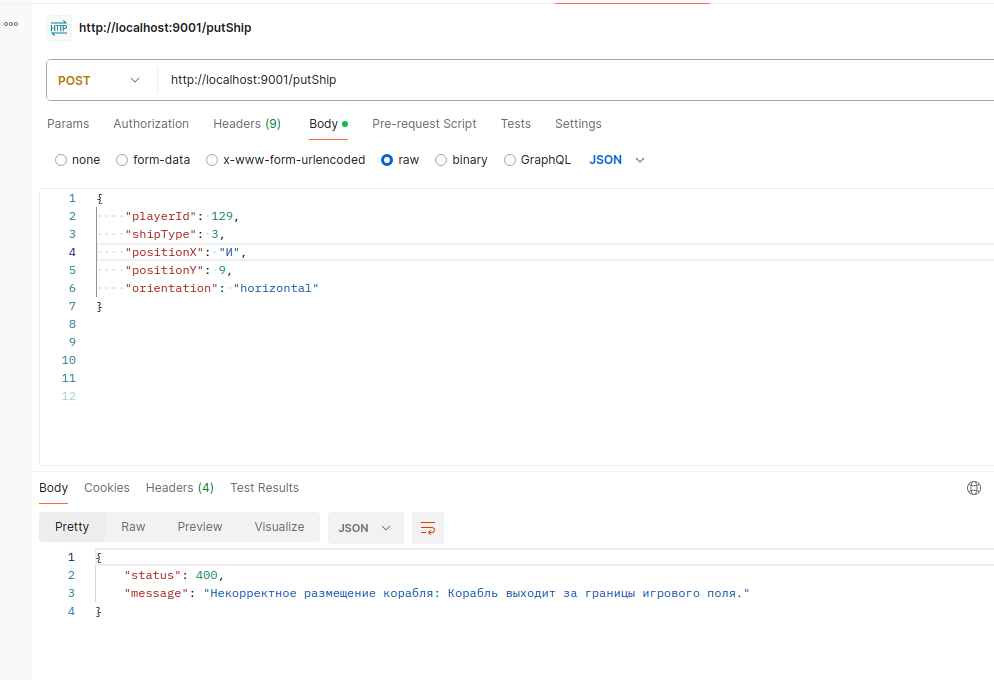 HTTP http://localhost:9001/putShip
POST http://localhost:9001/putShip
Params Authorization Headers (9) Body Pre-request Script Tests Settings
none form-data x-www-form-urlencoded raw binary GraphQL JSON
1 {
2 "playerId": 129,
3 "shipType": 3,
4 "positionX": "И",
5 "positionY": 9,
6 "orientation": "horizontal"
7 }
8
9
10
11
12
Body Cookies Headers (4) Test Results
Pretty Raw Preview Visualize JSON
1 {
2 "status": 400,
3 "message": "Некорректное размещение корабля: Корабль выходит за границы игрового поля."
4 }